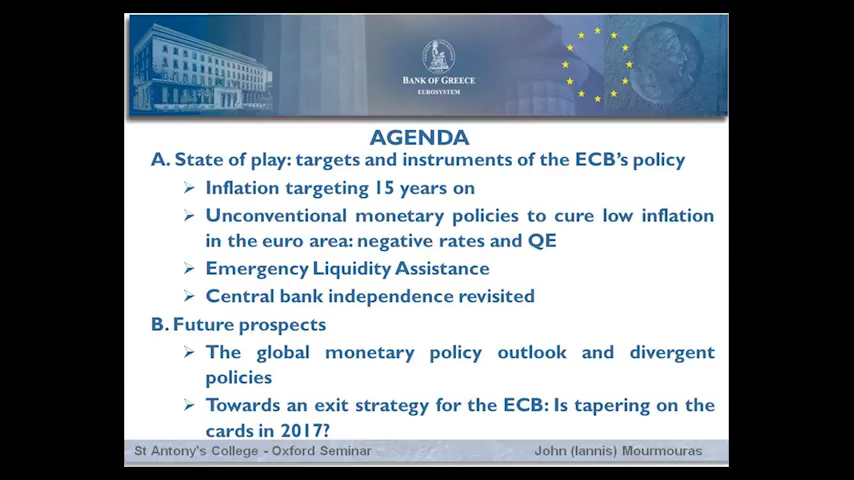 BANK OF GREECE
EUROSYSTEM
AGENDA
A. State of play: targets and instruments of the ECB's policy
➢ Inflation targeting 15 years on
➢ Unconventional monetary policies to cure low inflation
in the euro area: negative rates and QE
➢ Emergency Liquidity Assistance
➢ Central bank independence revisited
B. Future prospects
➢ The global monetary policy outlook and divergent
policies
➢ Towards an exit strategy for the ECB: Is tapering on the
cards in 2017?
St Antony's College - Oxford Seminar John (Iannis) Mourmouras